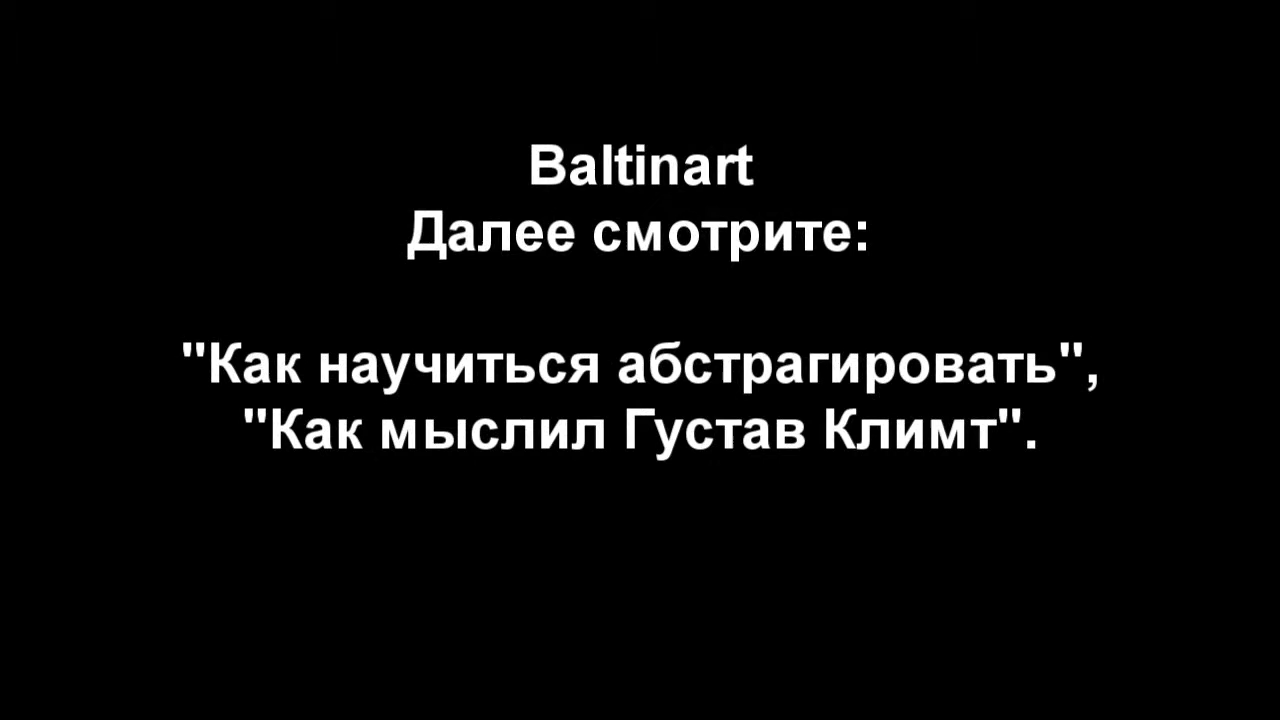 Baltinart
Далее смотрите:
"Как научиться абстрагировать",
"Как мыслил Густав Климт".